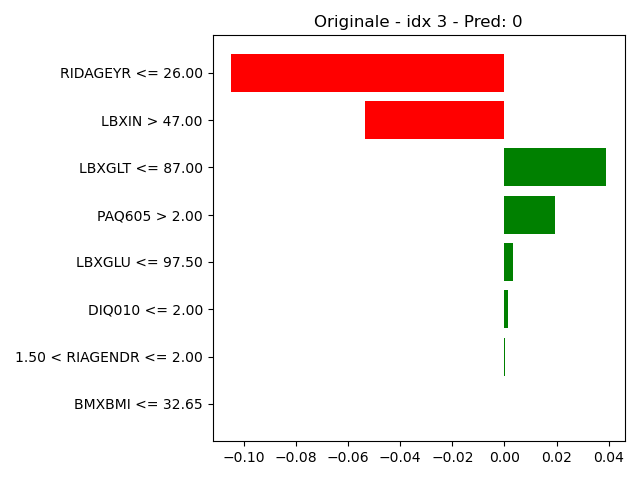 Originale - idx 3 - Pred: 0
RIDAGEYR <= 26.00
LBXIN > 47.00
LBXGLT <= 87.00
PAQ605 > 2.00
LBXGLU <= 97.50
DIQ010 <= 2.00
1.50 < RIAGENDR <= 2.00
BMXBMI <= 32.65
−0.10 −0.08 −0.06 −0.04 −0.02 0.00 0.02 0.04